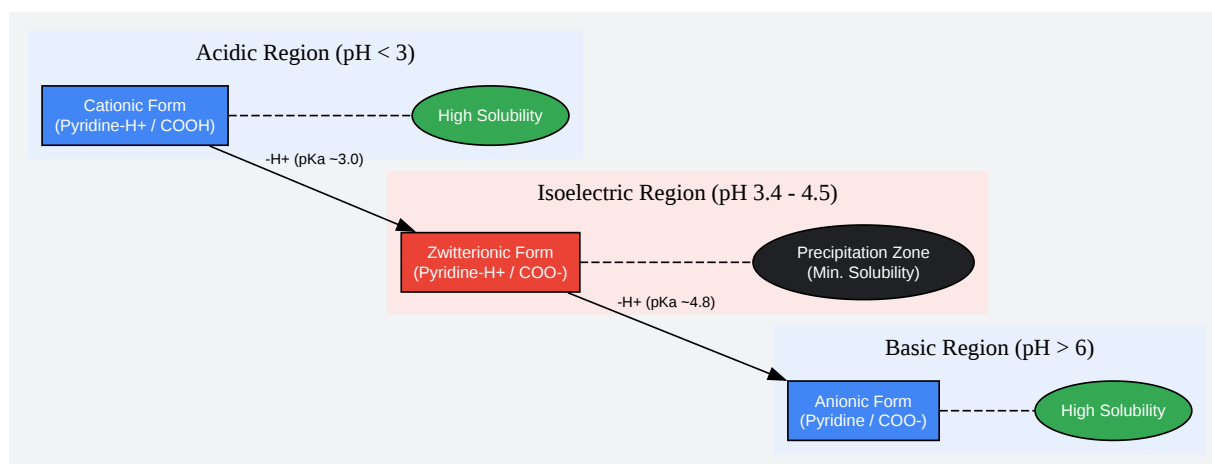 Acidic Region (pH < 3)
Cationic Form
(Pyridine-H+ / COOH)
High Solubility
-H+ (pKa ~3.0)
Isoelectric Region (pH 3.4 - 4.5)
Zwitterionic Form
(Pyridine-H+ / COO-)
Precipitation Zone
(Min. Solubility)
-H+ (pKa ~4.8)
Basic Region (pH > 6)
Anionic Form
(Pyridine / COO-)
High Solubility